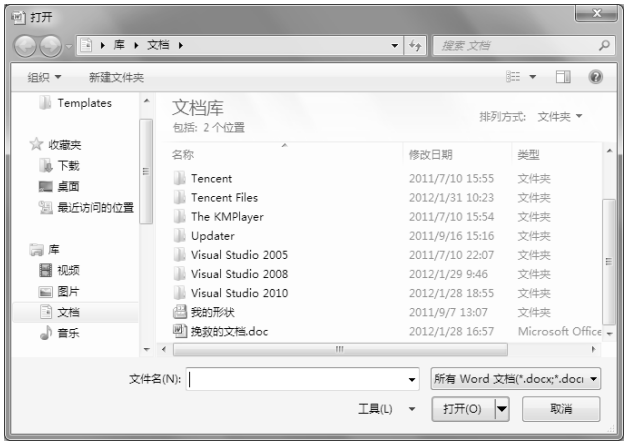 打开
库 文档
搜索 文档
组织 新建文件夹
Templates
收藏夹
下载
桌面
最近访问的位置
库
视频
图片
文档
音乐
文档库
包括: 2 个位置
排列方式: 文件夹
名称 修改日期 类型
Tencent 2011/7/10 15:55 文件夹
Tencent Files 2012/1/31 10:23 文件夹
The KMPlayer 2011/7/10 15:54 文件夹
Updater 2011/9/16 15:16 文件夹
Visual Studio 2005 2011/7/10 22:07 文件夹
Visual Studio 2008 2012/1/29 9:46 文件夹
Visual Studio 2010 2012/1/28 18:55 文件夹
我的形状 2011/9/7 13:07 文件夹
挽救的文档.doc 2012/1/28 16:57 Microsoft Office
文件名(N): 所有 Word 文档(*.docx;*.doc
工具(L) 打开(O) 取消